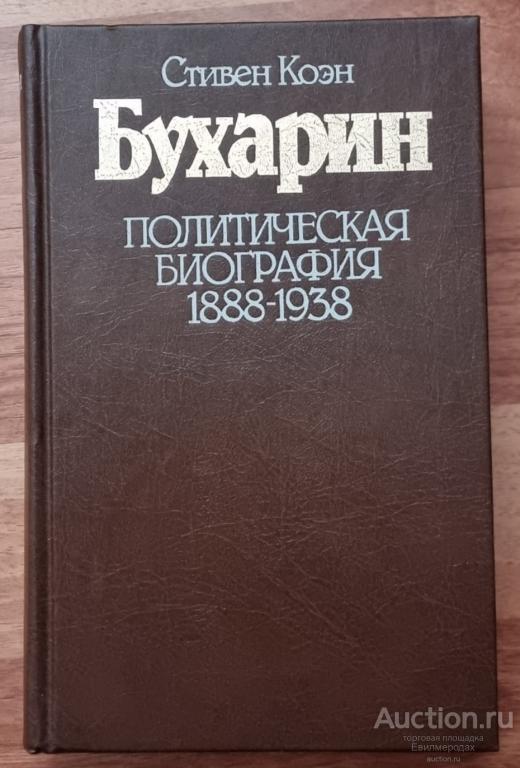 Стивен Коэн
Бухарин
ПОЛИТИЧЕСКАЯ
БИОГРАФИЯ
1888-1938
Auction.ru
торговая площадка
Евилмеродах
auction.ru